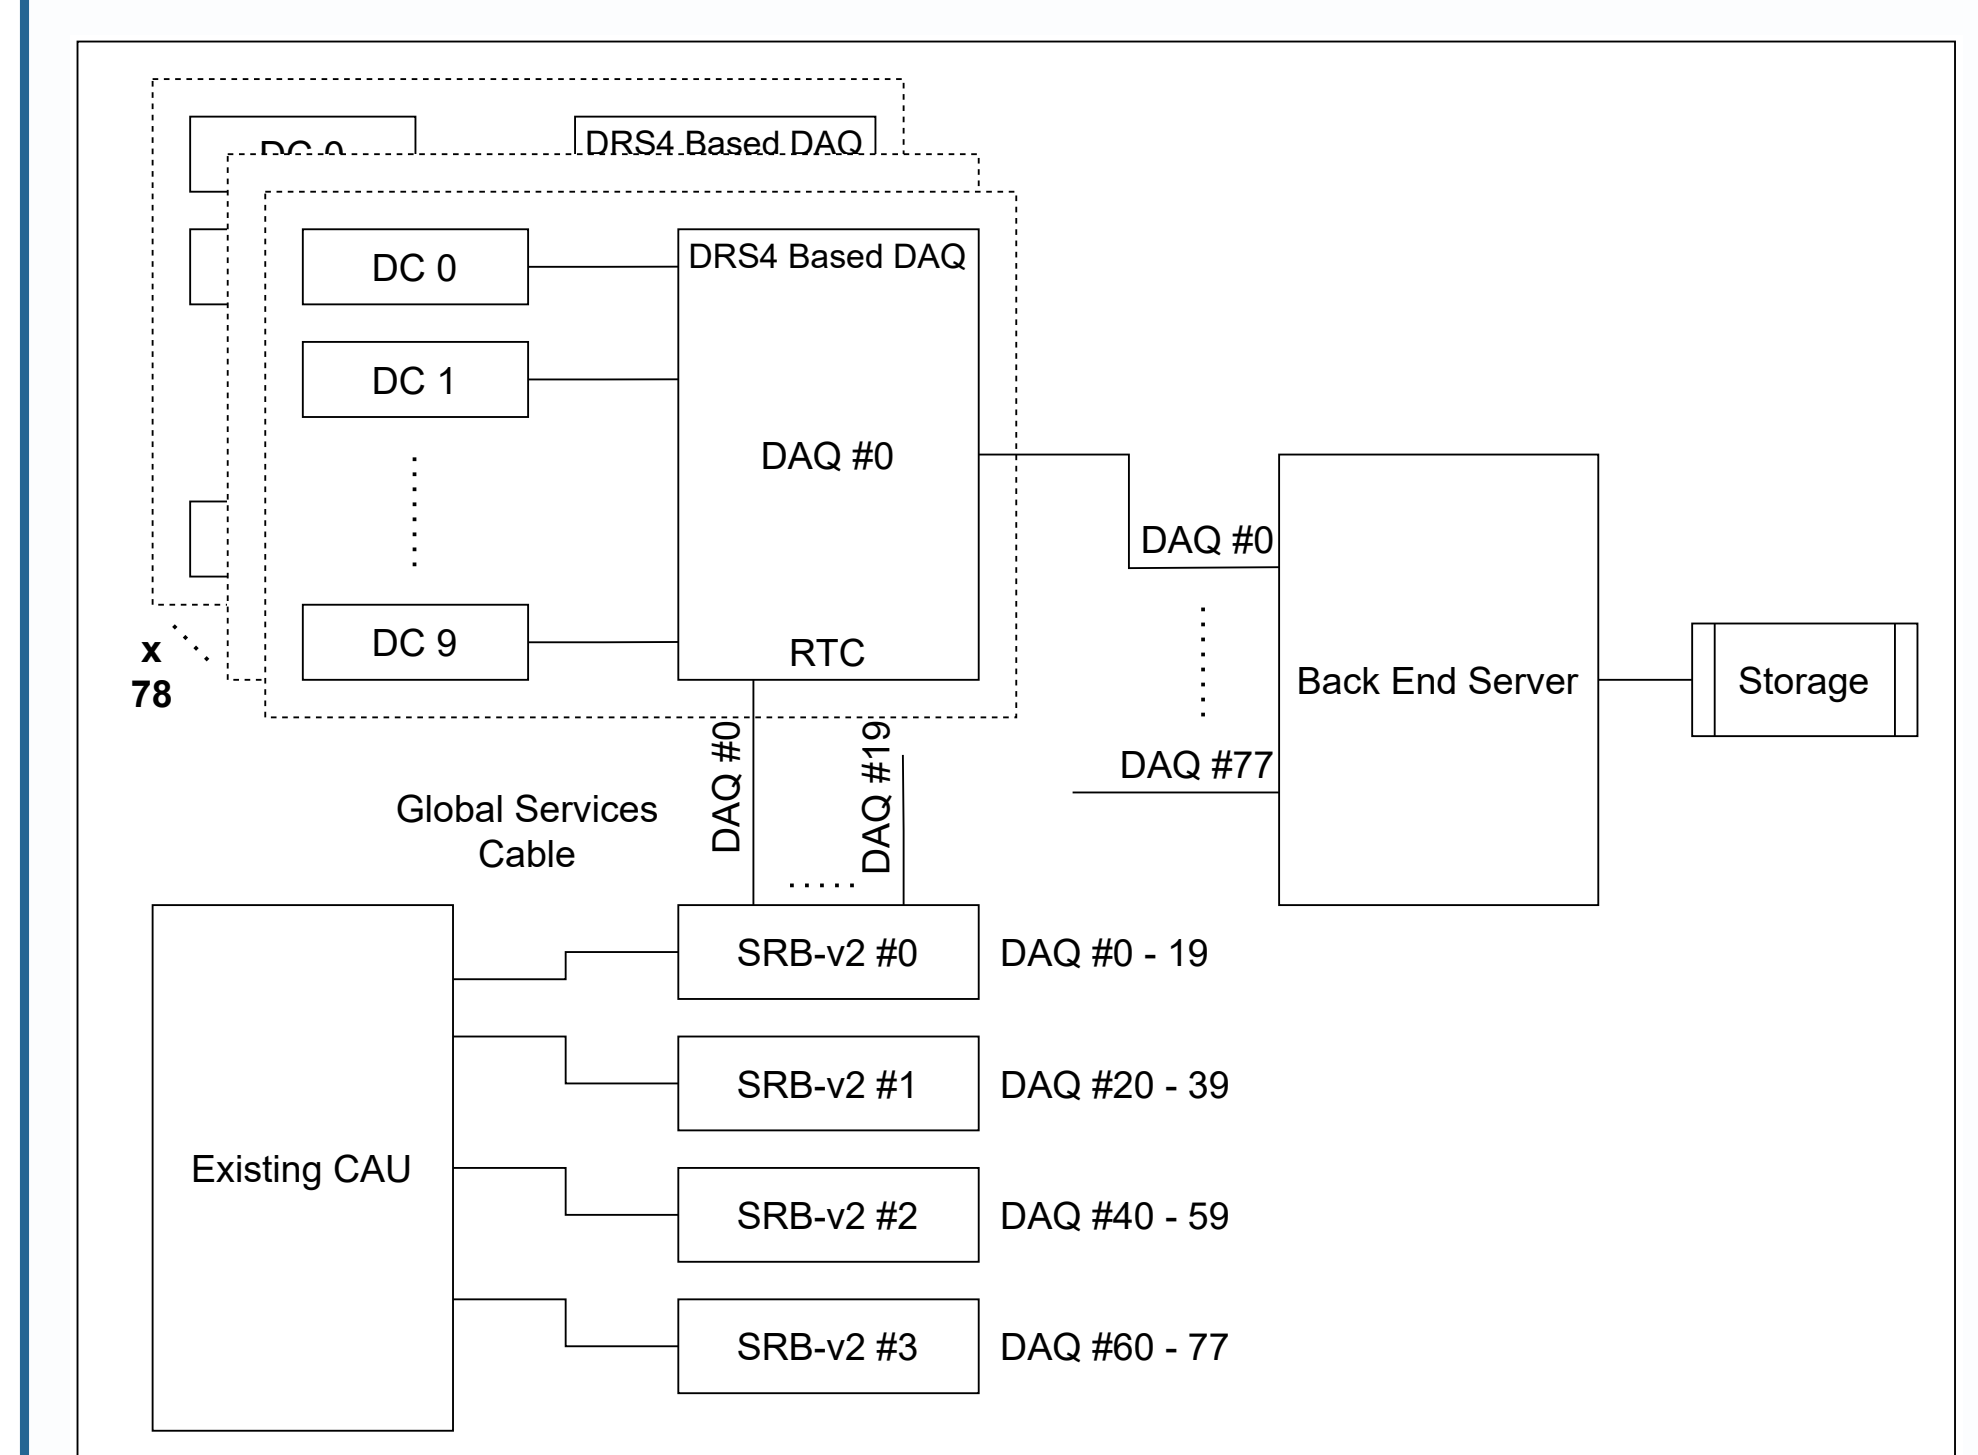 DC 0
DRS4 Based DAQ
DC 0
DRS4 Based DAQ
DC 1
DAQ #0
DC 9
RTC
x
78
DAQ #0
DAQ #77
Back End Server
Storage
DAQ #0
DAQ #19
Global Services
Cable
Existing CAU
SRB-v2 #0
DAQ #0 - 19
SRB-v2 #1
DAQ #20 - 39
SRB-v2 #2
DAQ #40 - 59
SRB-v2 #3
DAQ #60 - 77